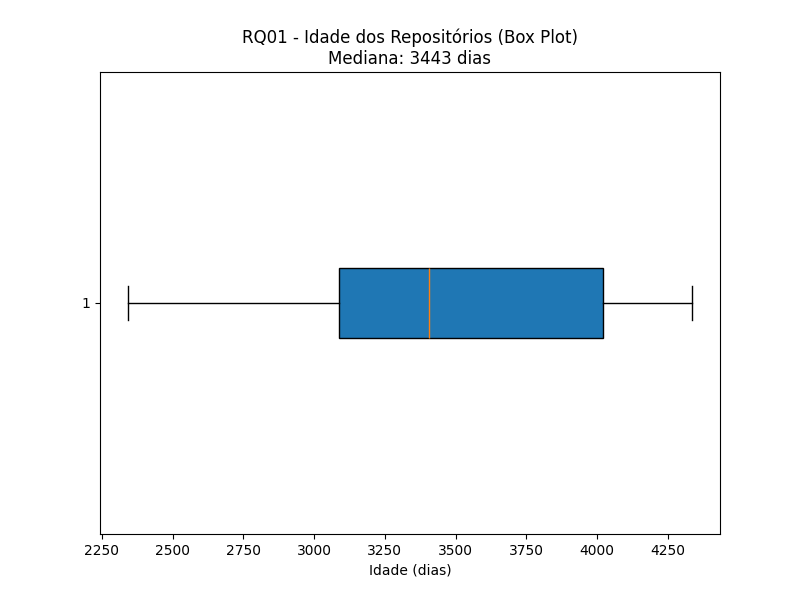 RQ01 - Idade dos Repositórios (Box Plot)
Mediana: 3443 dias
1
2250 2500 2750 3000 3250 3500 3750 4000 4250
Idade (dias)